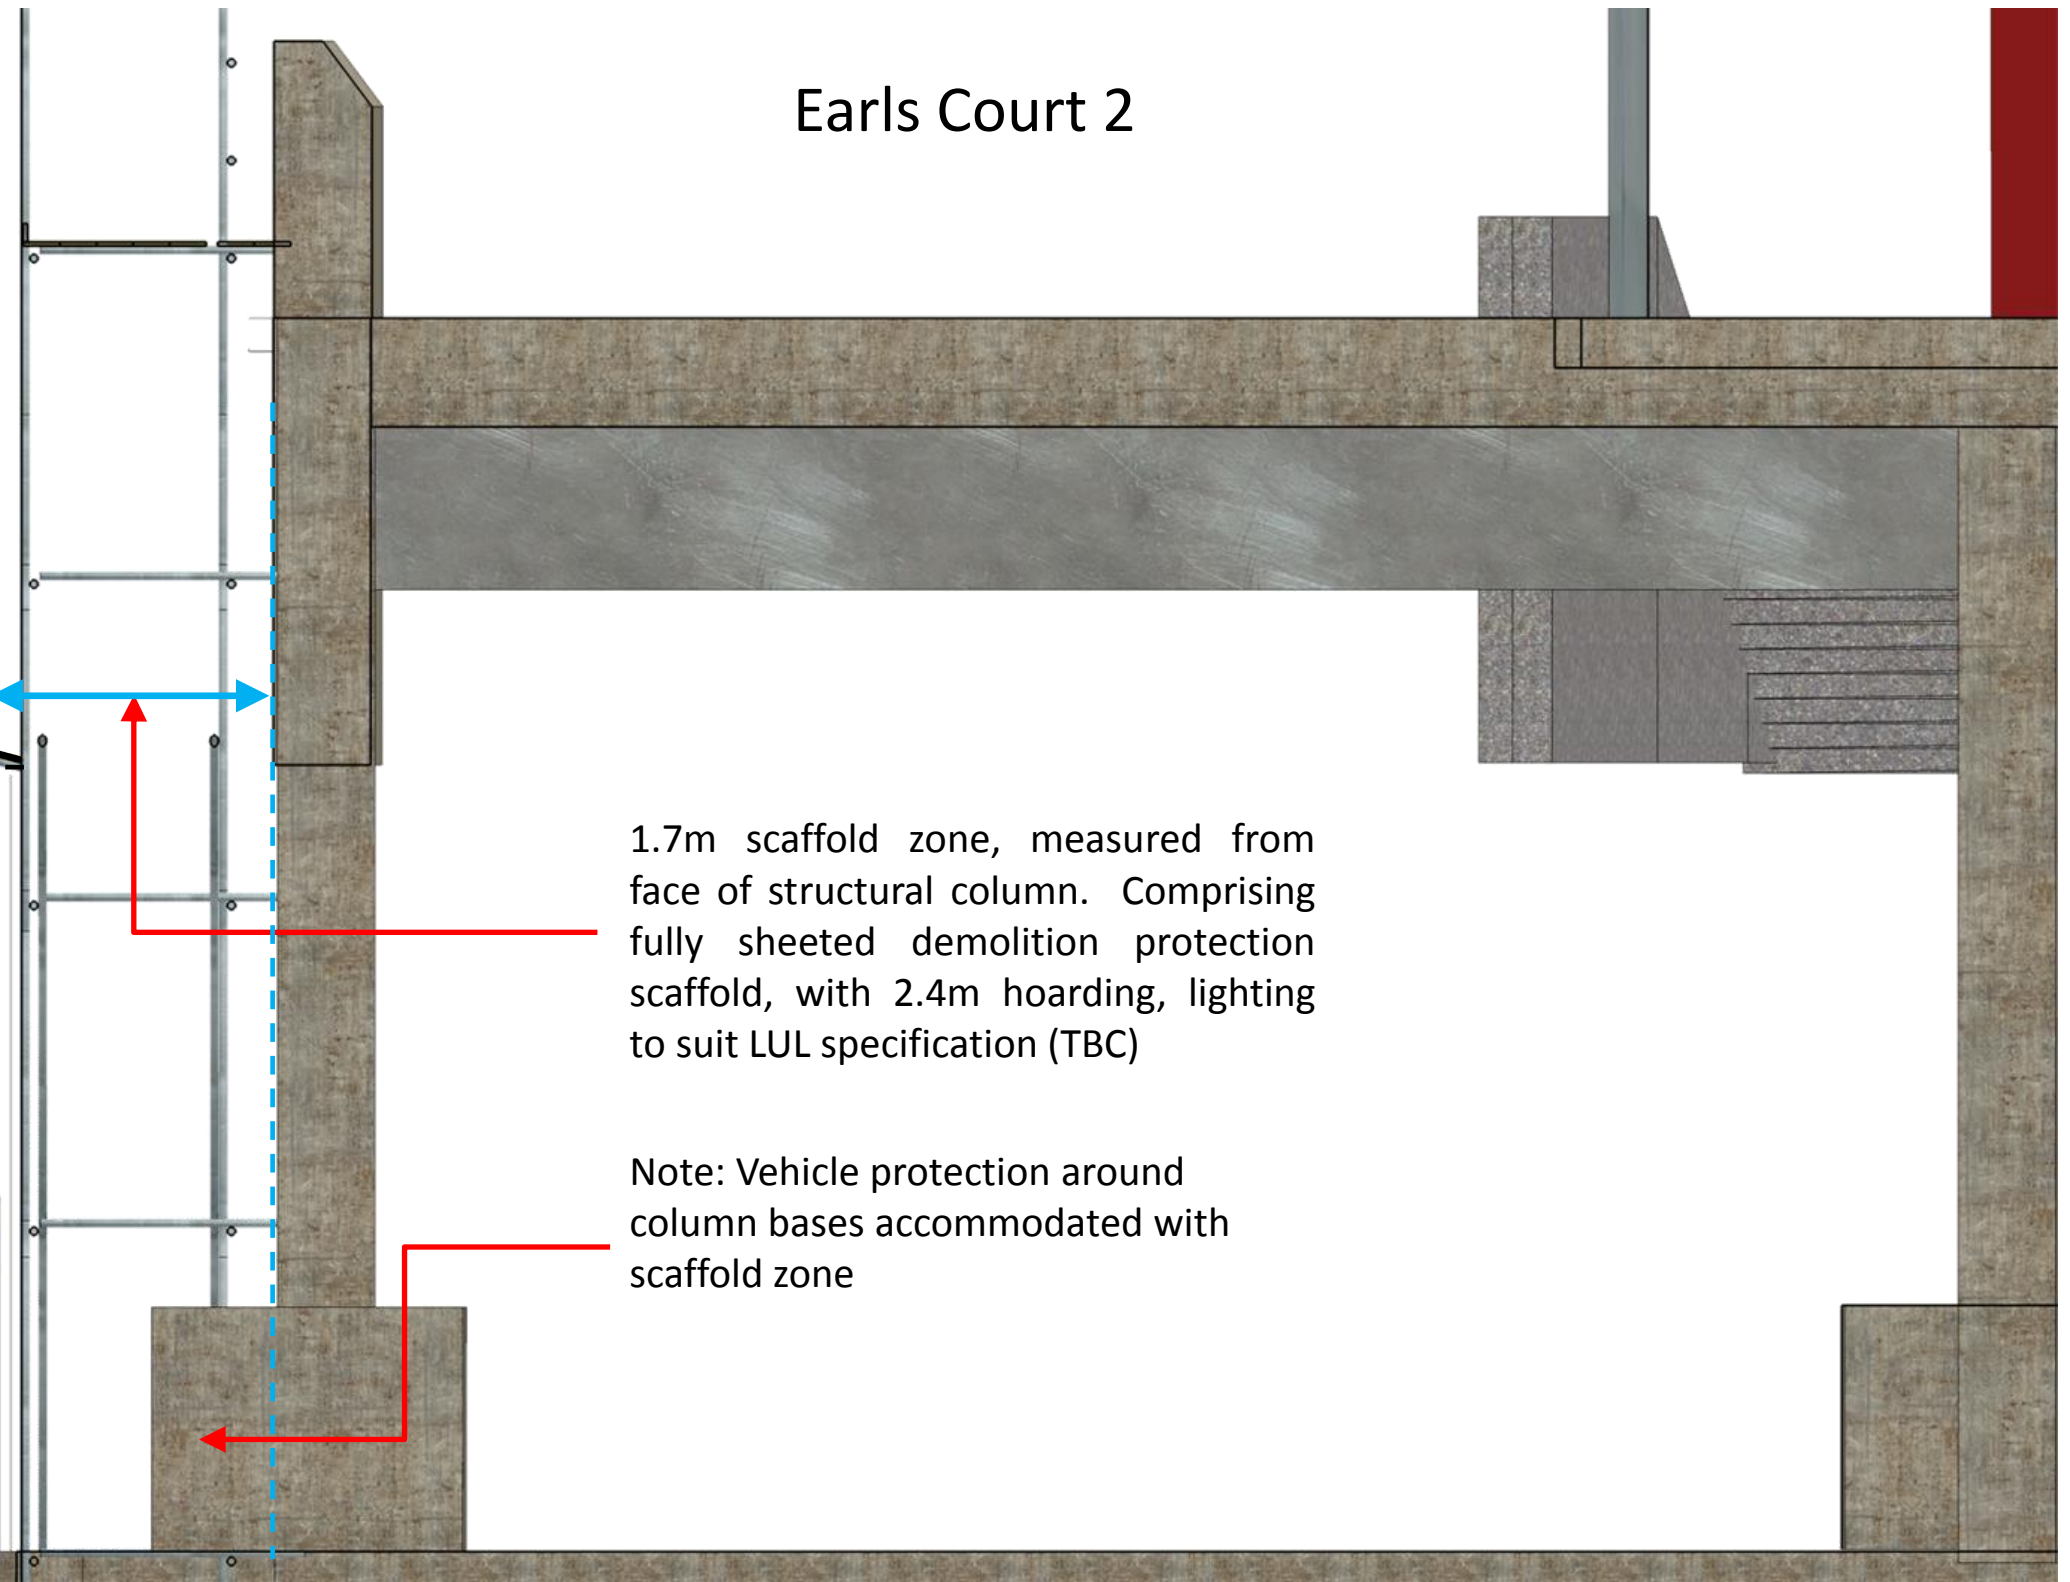 Earls Court 2
1.7m scaffold zone, measured from
face of structural column. Comprising
fully sheeted demolition protection
scaffold, with 2.4m hoarding, lighting
to suit LUL specification (TBC)
Note: Vehicle protection around
column bases accommodated with
scaffold zone